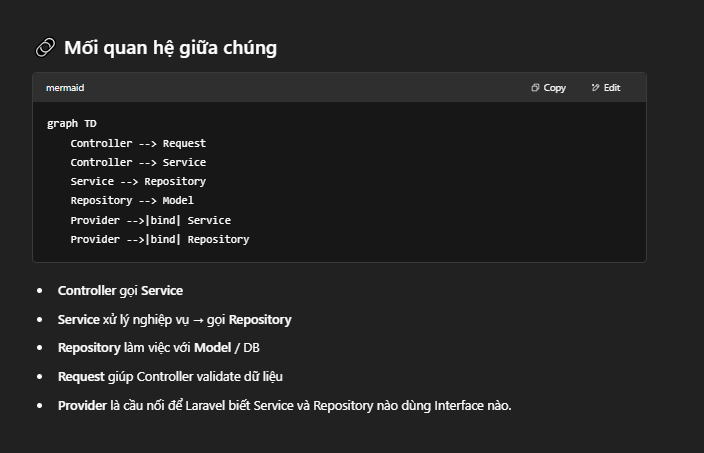 Mối quan hệ giữa chúng
mermaid Copy Edit
graph TD
    Controller --> Request
    Controller --> Service
    Service --> Repository
    Repository --> Model
    Provider -->|bind| Service
    Provider -->|bind| Repository
• Controller gọi Service
• Service xử lý nghiệp vụ → gọi Repository
• Repository làm việc với Model / DB
• Request giúp Controller validate dữ liệu
• Provider là cầu nối để Laravel biết Service và Repository nào dùng Interface nào.